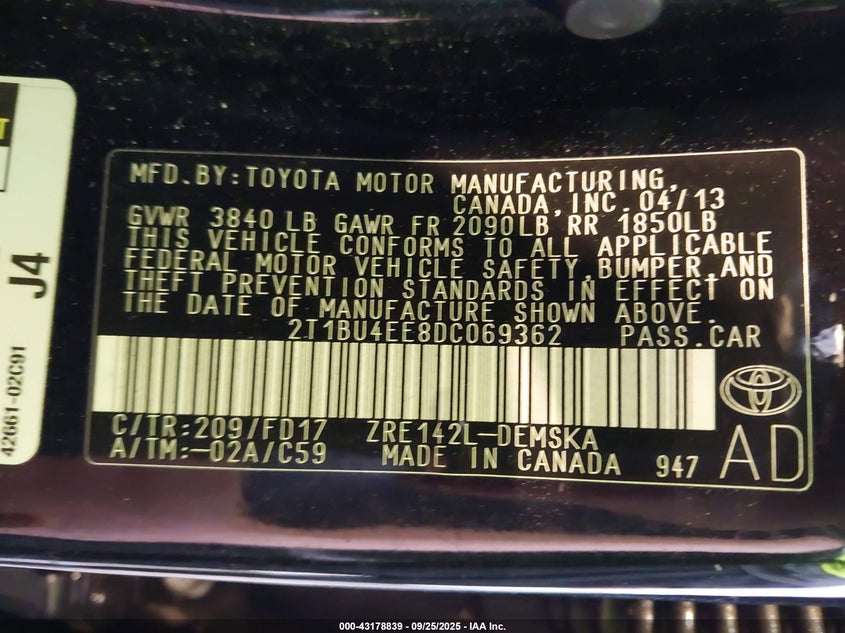 T
J4
42661-02C91
MFD.BY:TOYOTA MOTOR MANUFACTURING,
CANADA,INC.04/13
GVWR 3840LB GAWR FR 2090LB RR 1850LB
THIS VEHICLE CONFORMS TO ALL APPLICABLE
FEDERAL MOTOR VEHICLE SAFETY,BUMPER,AND
THEFT PREVENTION STANDARDS IN EFFECT ON
THE DATE OF MANUFACTURE SHOWN ABOVE.
2T1BU4EE8DC069362 PASS.CAR
C/TR:209/FD17 ZRE142L-DEMSKA
A/TM:-02A/C59 MADE IN CANADA 947 AD
000-43178839 - 09/25/2025 - IAA Inc.